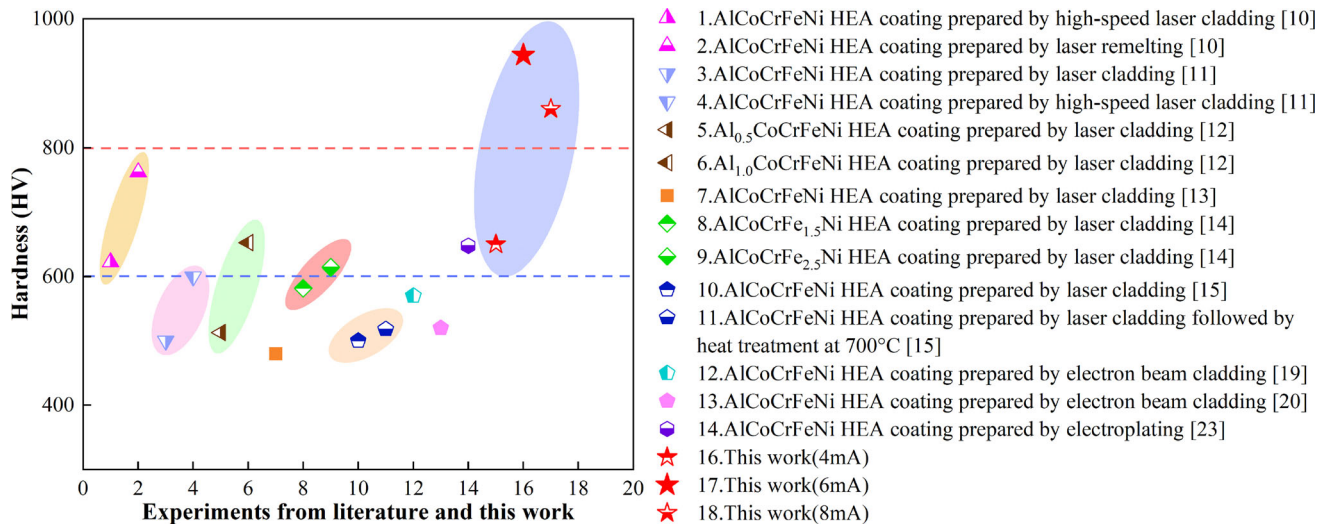 1000
800
600
400
Hardness (HV)
0 2 4 6 8 10 12 14 16 18 20
Experiments from literature and this work
1.AlCoCrFeNi HEA coating prepared by high-speed laser cladding [10]
2.AlCoCrFeNi HEA coating prepared by laser remelting [10]
3.AlCoCrFeNi HEA coating prepared by laser cladding [11]
4.AlCoCrFeNi HEA coating prepared by high-speed laser cladding [11]
5.Al0.5CoCrFeNi HEA coating prepared by laser cladding [12]
6.Al1.0CoCrFeNi HEA coating prepared by laser cladding [12]
7.AlCoCrFeNi HEA coating prepared by laser cladding [13]
8.AlCoCrFe1.5Ni HEA coating prepared by laser cladding [14]
9.AlCoCrFe2.5Ni HEA coating prepared by laser cladding [14]
10.AlCoCrFeNi HEA coating prepared by laser cladding [15]
11.AlCoCrFeNi HEA coating prepared by laser cladding followed by
heat treatment at 700°C [15]
12.AlCoCrFeNi HEA coating prepared by electron beam cladding [19]
13.AlCoCrFeNi HEA coating prepared by electron beam cladding [20]
14.AlCoCrFeNi HEA coating prepared by electroplating [23]
16.This work(4mA)
17.This work(6mA)
18.This work(8mA)